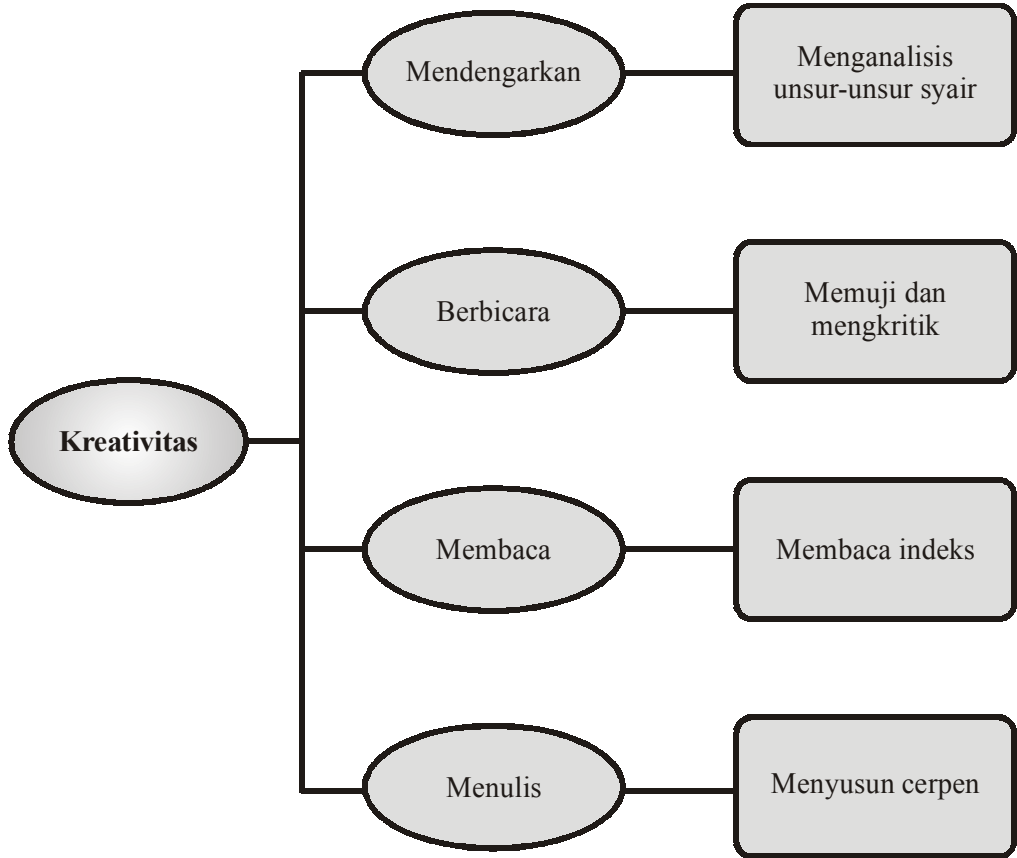 Mendengarkan
Menganalisis
unsur-unsur syair
Berbicara
Memuji dan
mengkritik
Kreativitas
Membaca
Membaca indeks
Menulis
Menyusun cerpen